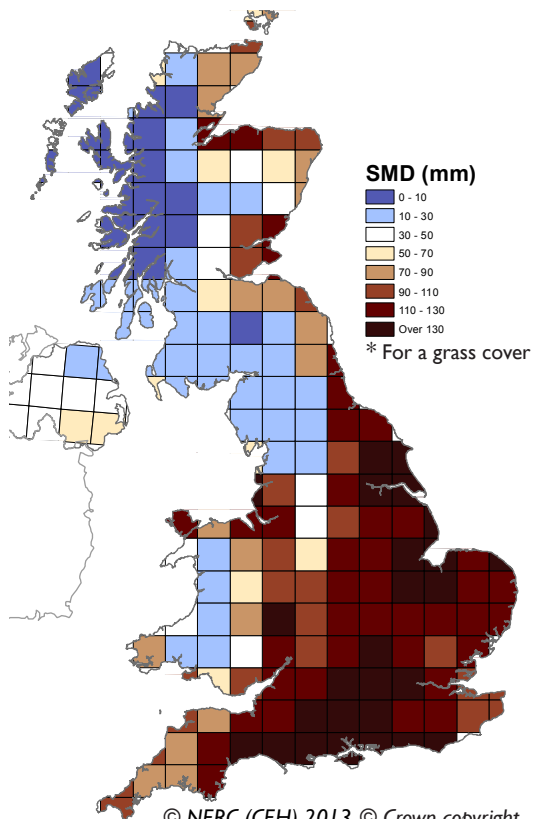 SMD (mm)
0 - 10
10 - 30
30 - 50
50 - 70
70 - 90
90 - 110
110 - 130
Over 130
* For a grass cover
© NERC (CEH) 2013 © Crown copyright